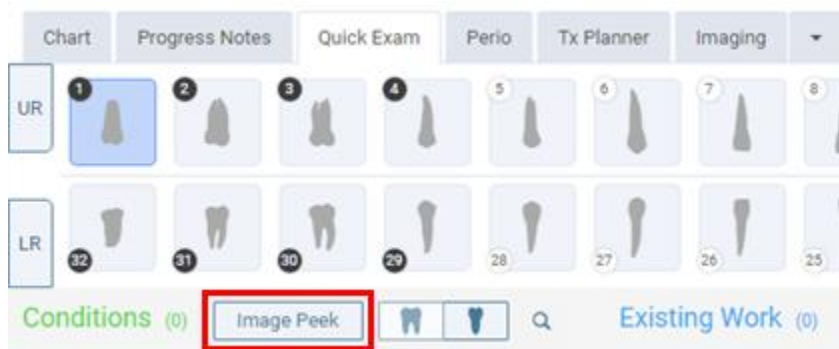 Chart Progress Notes Quick Exam Perio Tx Planner Imaging
UR 1 2 3 4 5 6 7 8
LR 32 31 30 29 28 27 26 25
Conditions (0) Image Peek Existing Work (0)